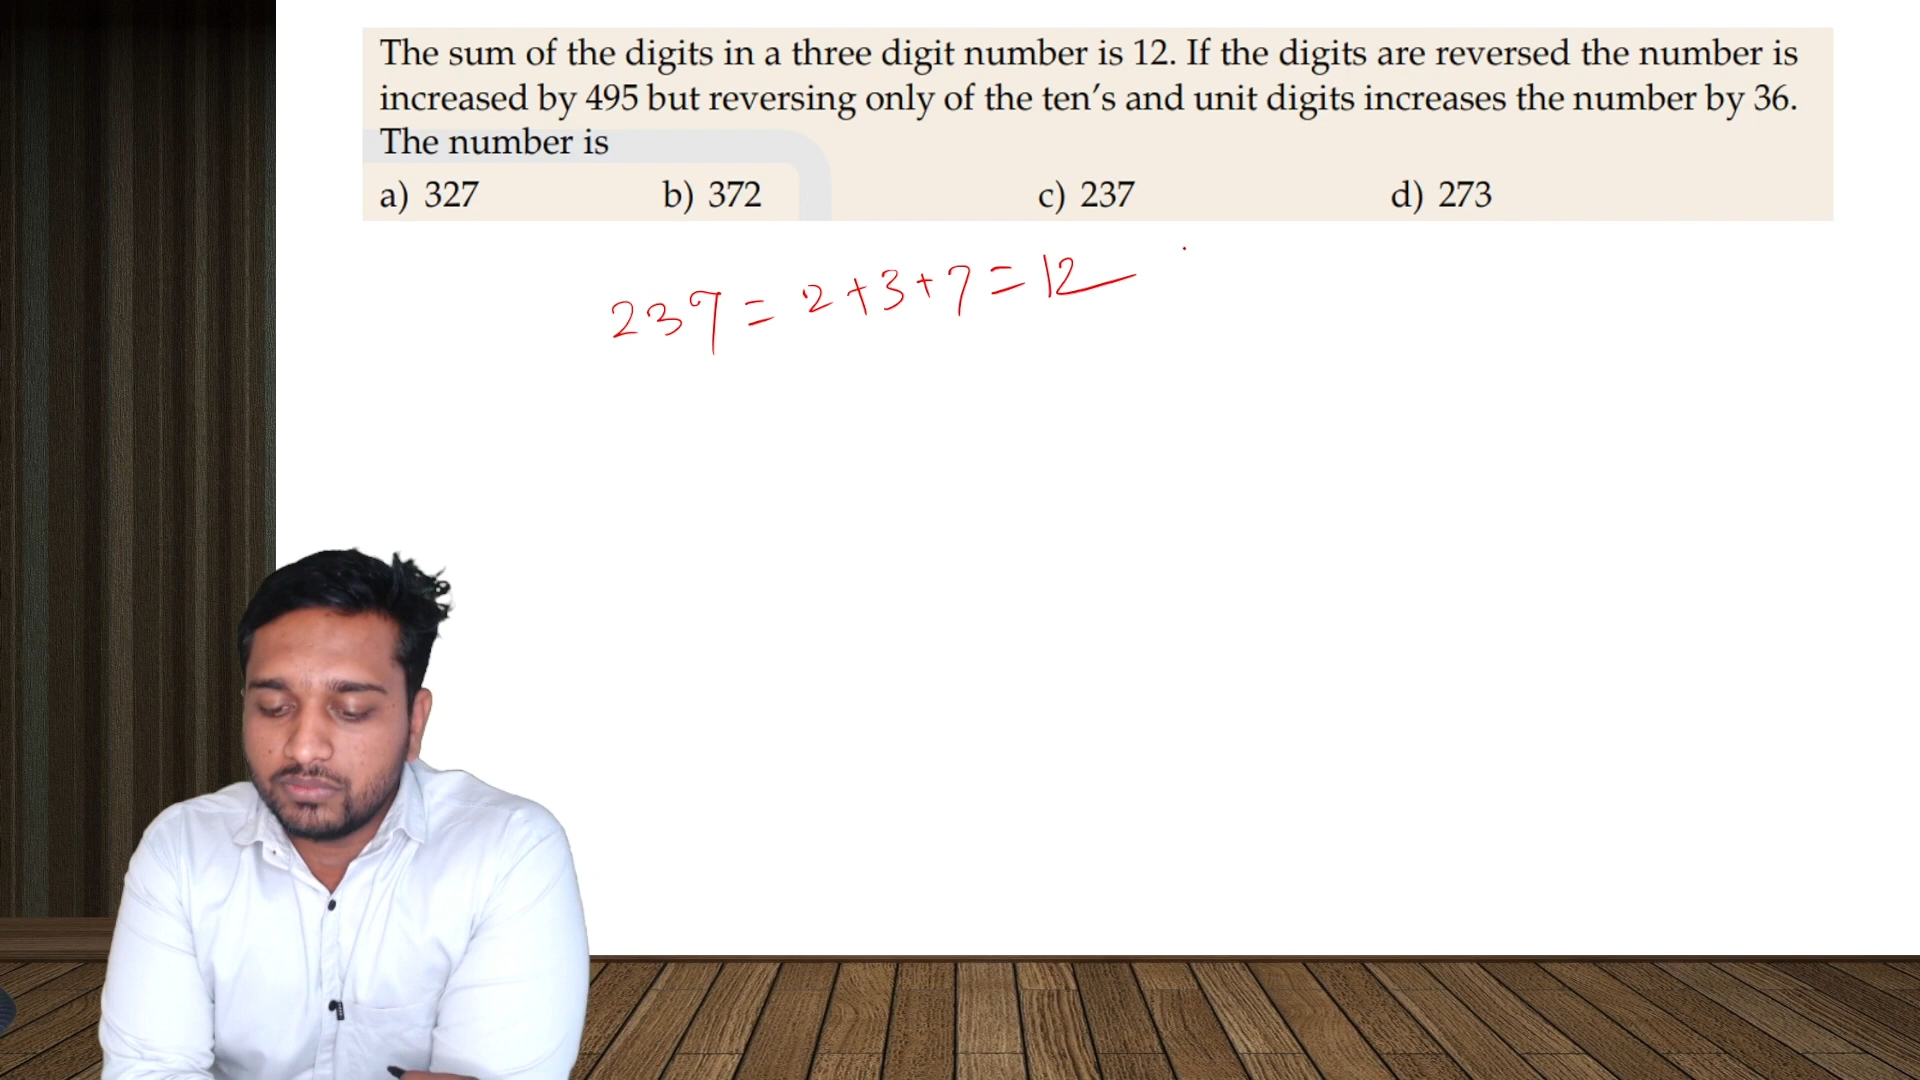 The sum of the digits in a three digit number is 12. If the digits are reversed the number is
increased by 495 but reversing only of the ten's and unit digits increases the number by 36.
The number is
a) 327 b) 372 c) 237 d) 273
237 = 2+3+7 = 12